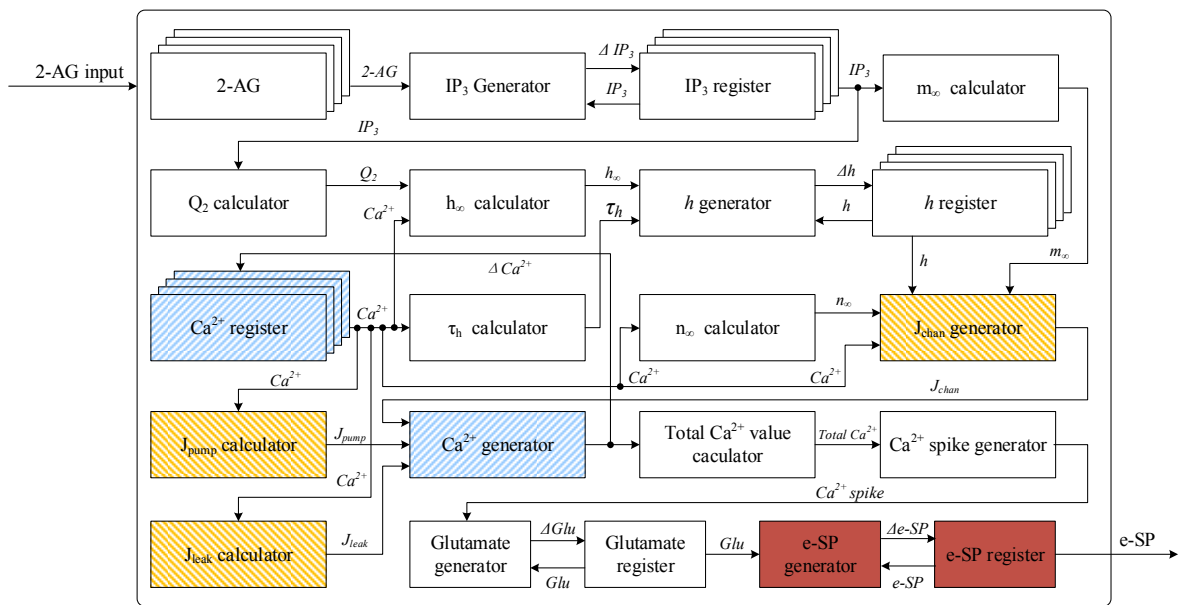 2-AG input
2-AG
2-AG
IP₃ Generator
Δ IP₃
IP₃
IP₃ register
IP₃
m∞ calculator
IP₃
Q₂ calculator
Q₂
Ca²⁺
h∞ calculator
h∞
τh
h generator
Δh
h
h register
h
m∞
Δ Ca²⁺
Ca²⁺ register
Ca²⁺
τh calculator
n∞ calculator
n∞
Jchan generator
Ca²⁺
Ca²⁺
Ca²⁺
Jchan
Jpump calculator
Jpump
Ca²⁺ generator
Total Ca²⁺ value
caculator
Total Ca²⁺
Ca²⁺ spike generator
Ca²⁺
Ca²⁺ spike
Jleak calculator
Jleak
Glutamate
generator
ΔGlu
Glu
Glutamate
register
Glu
e-SP
generator
Δe-SP
e-SP
e-SP register
e-SP